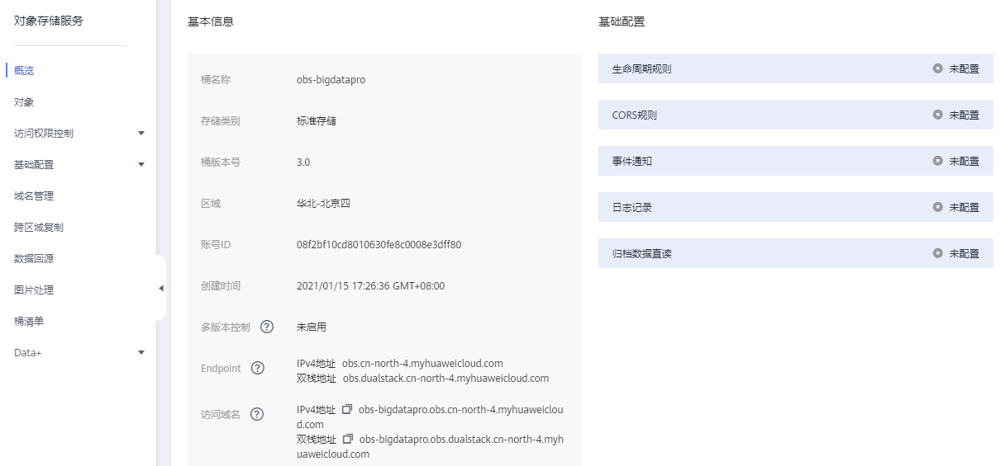 对象存储服务
概览
对象
访问权限控制
基础配置
域名管理
跨区域复制
数据回源
图片处理
桶清单
Data+
基本信息
桶名称 obs-bigdatapro
存储类别 标准存储
桶版本号 3.0
区域 华北-北京四
账号ID 08f2bf10cd8010630fe8c0008e3dff80
创建时间 2021/01/15 17:26:36 GMT+08:00
多版本控制 ? 未启用
Endpoint ? IPv4地址 obs.cn-north-4.myhuaweicloud.com
双栈地址 obs.dualstack.cn-north-4.myhuaweicloud.com
访问域名 ? IPv4地址 obs-bigdatapro.obs.cn-north-4.myhuaweiclou
d.com
双栈地址 obs-bigdatapro.obs.dualstack.cn-north-4.myh
uaweicloud.com
基础配置
生命周期规则 未配置
CORS规则 未配置
事件通知 未配置
日志记录 未配置
归档数据直读 未配置